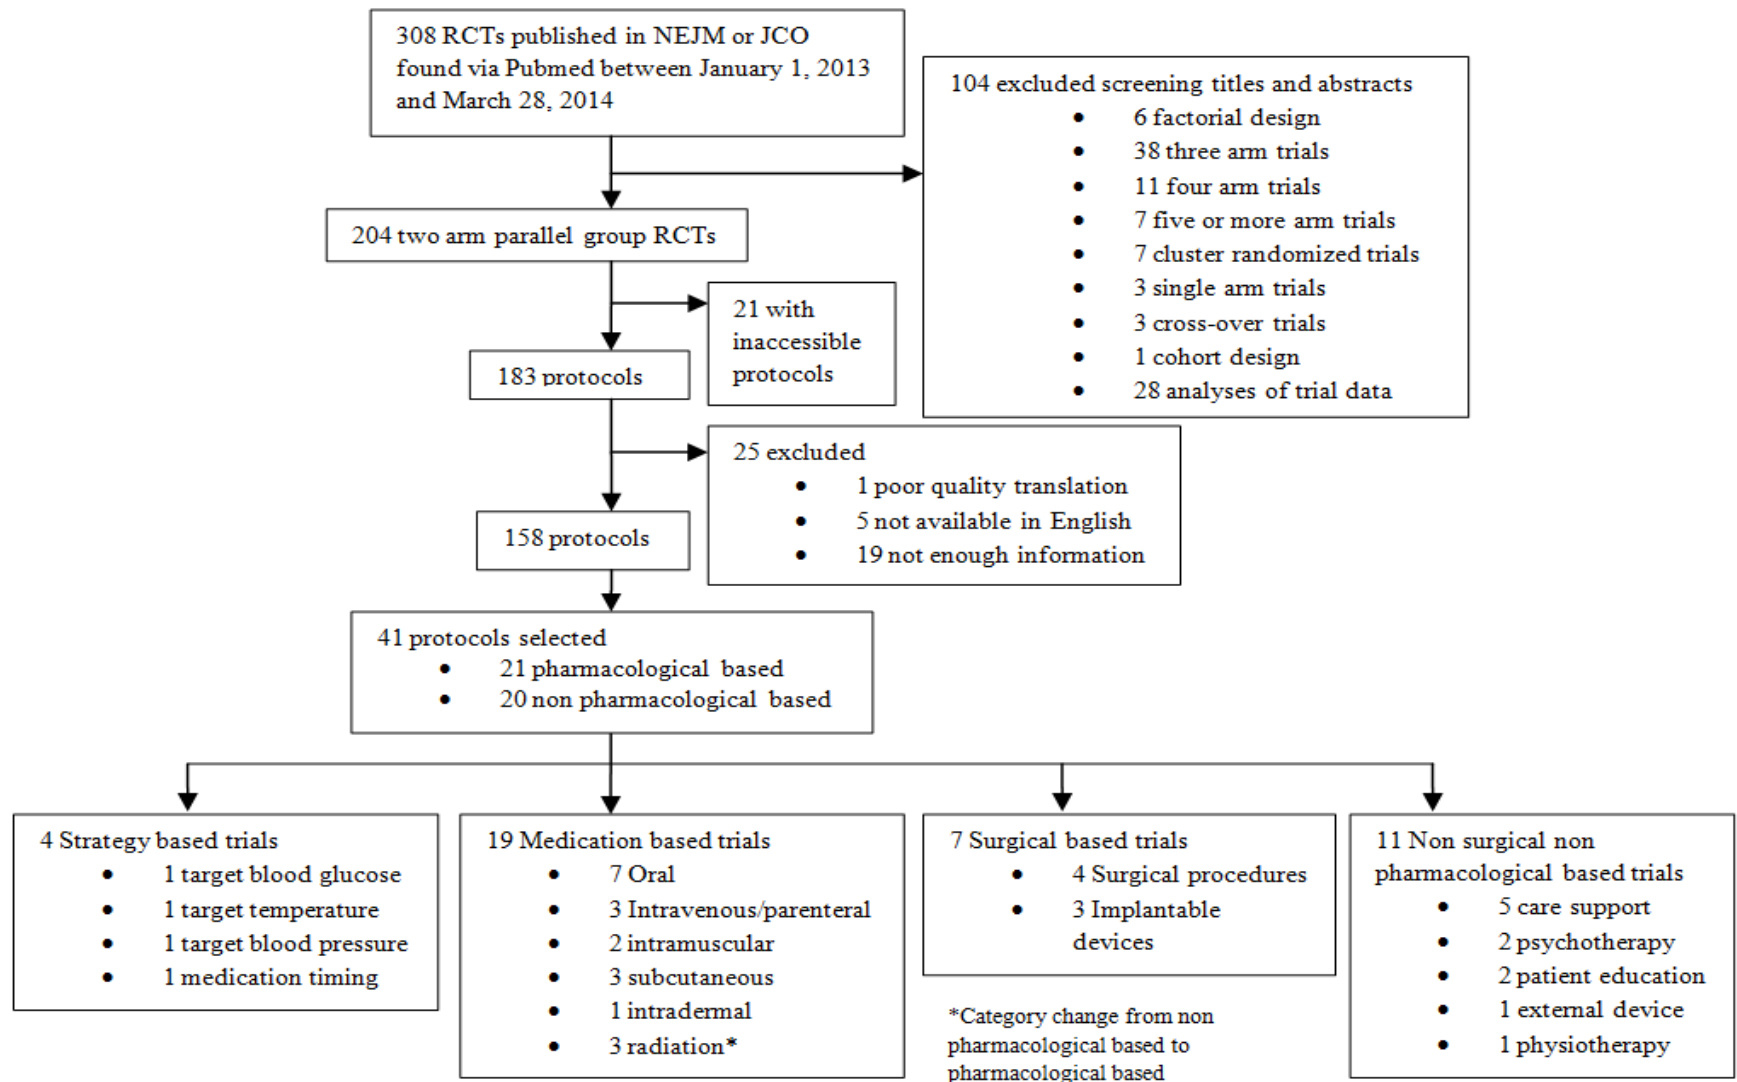 308 RCTs published in NEJM or JCO
found via Pubmed between January 1, 2013
and March 28, 2014
104 excluded screening titles and abstracts
• 6 factorial design
• 38 three arm trials
• 11 four arm trials
• 7 five or more arm trials
• 7 cluster randomized trials
• 3 single arm trials
• 3 cross-over trials
• 1 cohort design
• 28 analyses of trial data
204 two arm parallel group RCTs
21 with
inaccessible
protocols
183 protocols
25 excluded
• 1 poor quality translation
• 5 not available in English
• 19 not enough information
158 protocols
41 protocols selected
• 21 pharmacological based
• 20 non pharmacological based
4 Strategy based trials
• 1 target blood glucose
• 1 target temperature
• 1 target blood pressure
• 1 medication timing
19 Medication based trials
• 7 Oral
• 3 Intravenous/parenteral
• 2 intramuscular
• 3 subcutaneous
• 1 intradermal
• 3 radiation*
7 Surgical based trials
• 4 Surgical procedures
• 3 Implantable
devices
*Category change from non
pharmacological based to
pharmacological based
11 Non surgical non
pharmacological based trials
• 5 care support
• 2 psychotherapy
• 2 patient education
• 1 external device
• 1 physiotherapy